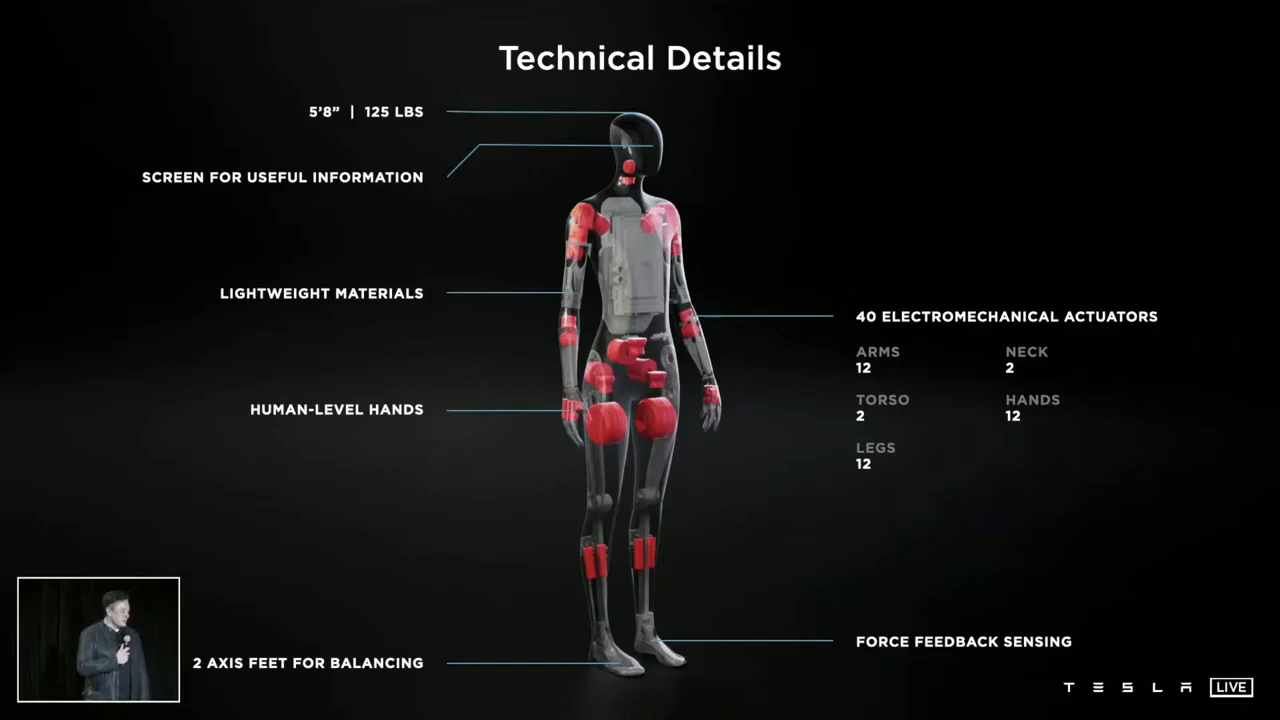 Technical Details
5'8" | 125 LBS
SCREEN FOR USEFUL INFORMATION
LIGHTWEIGHT MATERIALS
HUMAN-LEVEL HANDS
2 AXIS FEET FOR BALANCING
40 ELECTROMECHANICAL ACTUATORS
ARMS
12
NECK
2
TORSO
2
HANDS
12
LEGS
12
FORCE FEEDBACK SENSING
TESLA LIVE